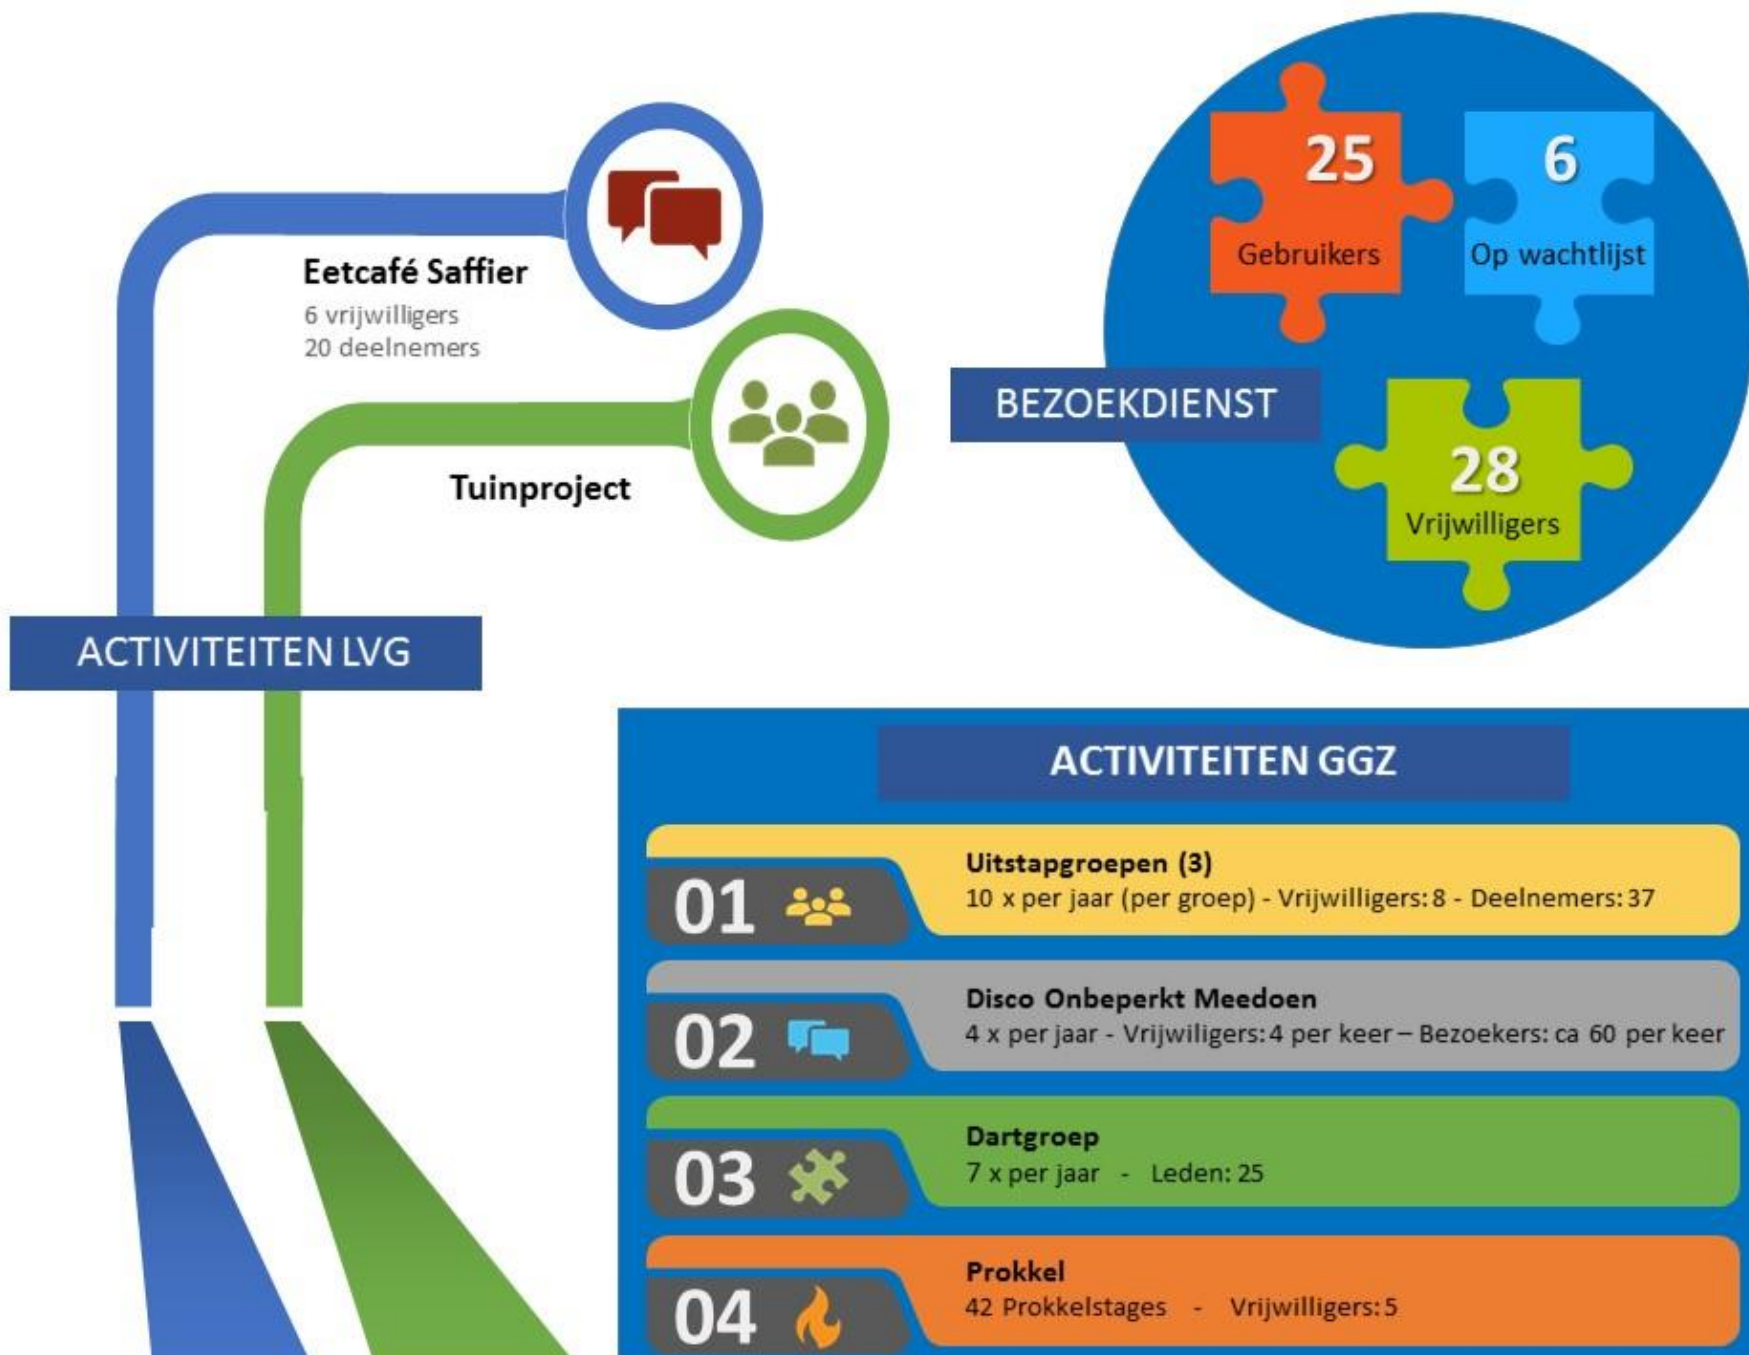 Eetcafé Saffier
6 vrijwilligers
20 deelnemers
Tuinproject
ACTIVITEITEN LVG
25
Gebruikers
6
Op wachtlijst
BEZOEKDIENST
28
Vrijwilligers
ACTIVITEITEN GGZ
01
Uitstapgroepen (3)
10 x per jaar (per groep) - Vrijwilligers: 8 - Deelnemers: 37
02
Disco Onbeperkt Meedoen
4 x per jaar - Vrijwiligers: 4 per keer – Bezoekers: ca 60 per keer
03
Dartgroep
7 x per jaar - Leden: 25
04
Prokkel
42 Prokkelstages - Vrijwilligers: 5